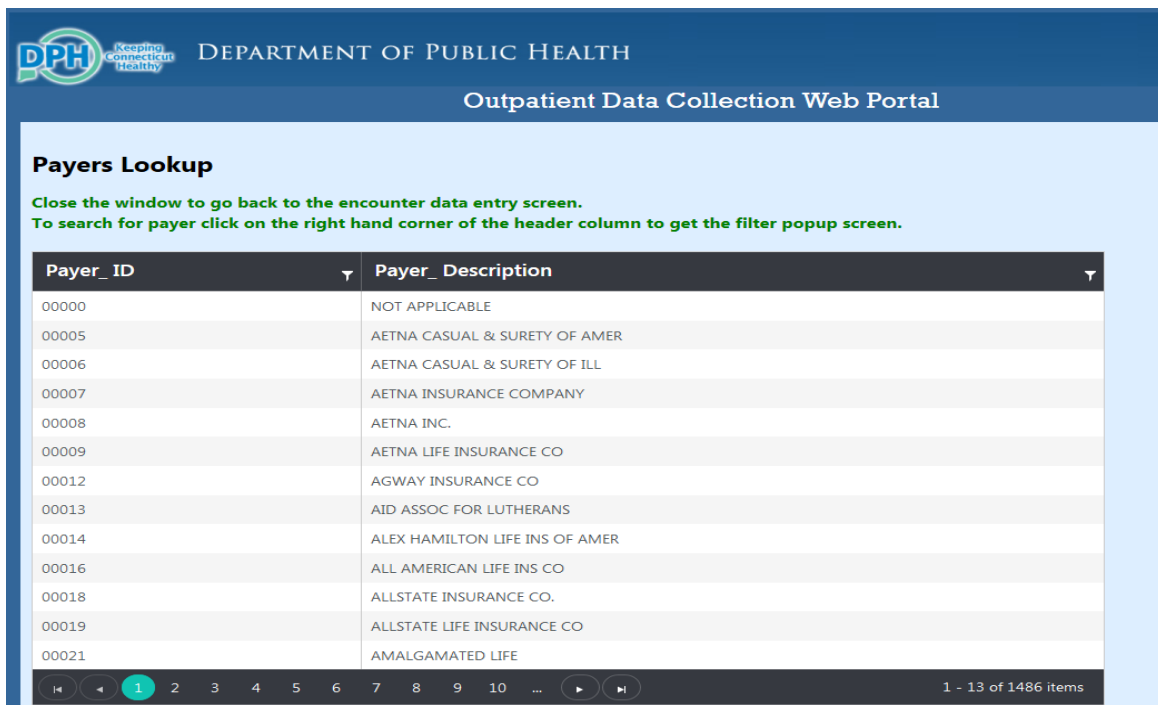 DPH Keeping Connecticut Healthy DEPARTMENT OF PUBLIC HEALTH
Outpatient Data Collection Web Portal
Payers Lookup
Close the window to go back to the encounter data entry screen.
To search for payer click on the right hand corner of the header column to get the filter popup screen.
Payer_ ID Payer_ Description
00000 NOT APPLICABLE
00005 AETNA CASUAL & SURETY OF AMER
00006 AETNA CASUAL & SURETY OF ILL
00007 AETNA INSURANCE COMPANY
00008 AETNA INC.
00009 AETNA LIFE INSURANCE CO
00012 AGWAY INSURANCE CO
00013 AID ASSOC FOR LUTHERANS
00014 ALEX HAMILTON LIFE INS OF AMER
00016 ALL AMERICAN LIFE INS CO
00018 ALLSTATE INSURANCE CO.
00019 ALLSTATE LIFE INSURANCE CO
00021 AMALGAMATED LIFE
1 2 3 4 5 6 7 8 9 10 ... 1 - 13 of 1486 items